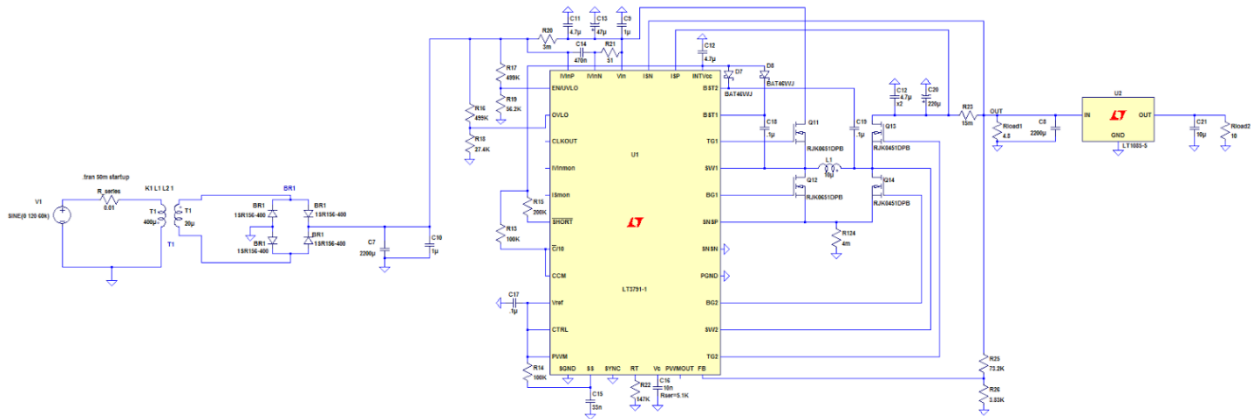 .tran 50m startup
V1
SINE(0 120 60k)
R_series
0.01
K1 L1 L2 1
T1
400µ
T1
20µ
T1
BR1
BR1
1SR156-400
BR1
1SR156-400
BR1
1SR156-400
BR1
1SR156-400
C7
2200µ
C10
1µ
R16
499K
R18
27.4K
R17
499K
R19
56.2K
R20
3m
C11
4.7µ
C13
47µ
C9
1µ
C14
470n
R21
51
C12
4.7µ
D7
BAT46WJ
D8
BAT46WJ
IVinP
IVinN
Vin
ISN
ISP
INTVcc
EN/UVLO
OVLO
CLKOUT
IVinmon
ISmon
SHORT
C/10
CCM
Vref
CTRL
PWM
SGND
SS
SYNC
RT
Vc
PWMOUT
FB
BST2
BST1
TG1
SW1
BG1
SNSP
SNSN
PGND
BG2
SW2
TG2
U1
LT3791-1
R15
200K
R13
100K
C17
.1µ
R14
100K
C15
33n
R22
147K
C16
10n
Rser=5.1K
C18
.1µ
C19
.1µ
Q11
RJK0651DPB
Q12
RJK0651DPB
Q13
RJK0451DPB
Q14
RJK0451DPB
L1
10µ
R124
4m
C12
4.7µ
x2
C20
220µ
R23
15m
OUT
Rload1
4.8
C8
2200µ
U2
IN
OUT
GND
LT1085-5
C21
10µ
Rload2
10
R25
73.2K
R26
3.83K